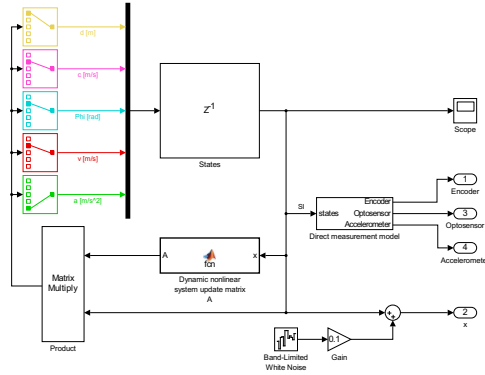 d [m]
c [m/s]
Phi [rad]
v [m/s]
a [m/s^2]
Z-1
States
Scope
SI
states
Encoder
Optosensor
Accelerometer
Direct measurement model
1
Encoder
3
Optosensor
4
Acceleromete
Matrix
Multiply
Product
A
fcn
x
Dynamic nonlinear
system update matrix
A
Band-Limited
White Noise
0.1
Gain
+
+
2
x